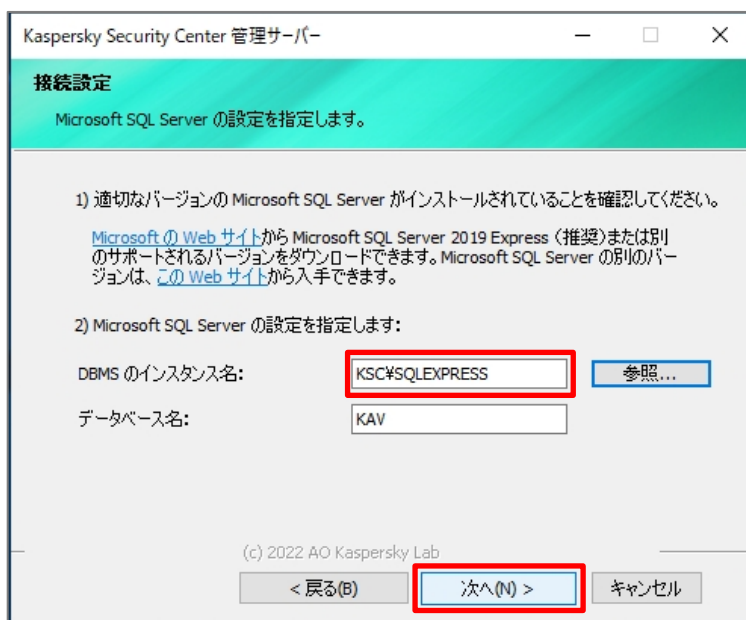 Kaspersky Security Center 管理サーバー
接続設定
Microsoft SQL Server の設定を指定します。
1) 適切なバージョンの Microsoft SQL Server がインストールされていることを確認してください。
Microsoft の Web サイトから Microsoft SQL Server 2019 Express (推奨)または別
のサポートされるバージョンをダウンロードできます。Microsoft SQL Server の別のバー
ジョンは、この Web サイトから入手できます。
2) Microsoft SQL Server の設定を指定します:
DBMS のインスタンス名:
KSC¥SQLEXPRESS
参照...
データベース名:
KAV
(c) 2022 AO Kaspersky Lab
< 戻る(B)
次へ(N) >
キャンセル